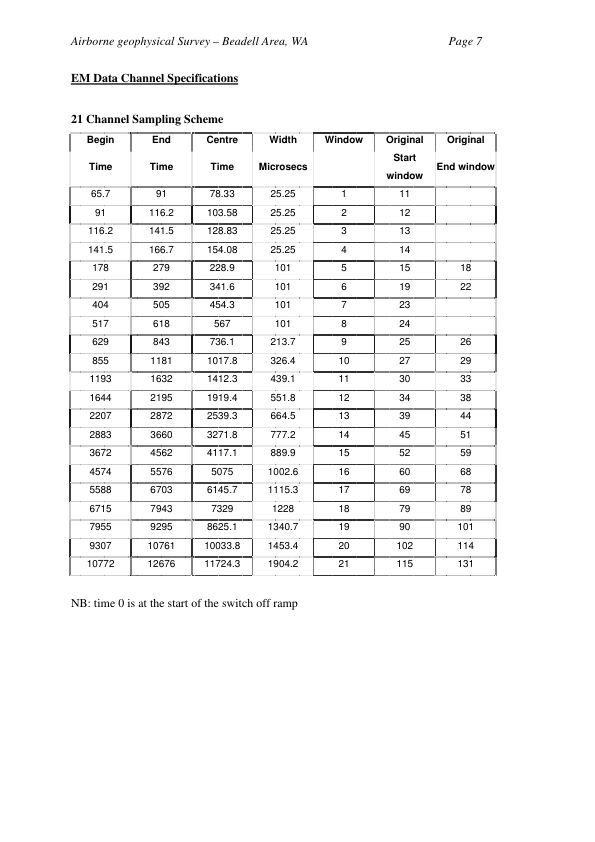 Airborne geophysical Survey – Beadell Area, WA Page 7
EM Data Channel Specifications
21 Channel Sampling Scheme
Begin End Centre Width Window Original Original
Time Time Time Microsecs Start window End window
65.7 91 78.33 25.25 1 11
91 116.2 103.58 25.25 2 12
116.2 141.5 128.83 25.25 3 13
141.5 166.7 154.08 25.25 4 14
178 279 228.9 101 5 15 18
291 392 341.6 101 6 19 22
404 505 454.3 101 7 23
517 618 567 101 8 24
629 843 736.1 213.7 9 25 26
855 1181 1017.8 326.4 10 27 29
1193 1632 1412.3 439.1 11 30 33
1644 2195 1919.4 551.8 12 34 38
2207 2872 2539.3 664.5 13 39 44
2883 3660 3271.8 777.2 14 45 51
3672 4562 4117.1 889.9 15 52 59
4574 5576 5075 1002.6 16 60 68
5588 6703 6145.7 1115.3 17 69 78
6715 7943 7329 1228 18 79 89
7955 9295 8625.1 1340.7 19 90 101
9307 10761 10033.8 1453.4 20 102 114
10772 12676 11724.3 1904.2 21 115 131
NB: time 0 is at the start of the switch off ramp